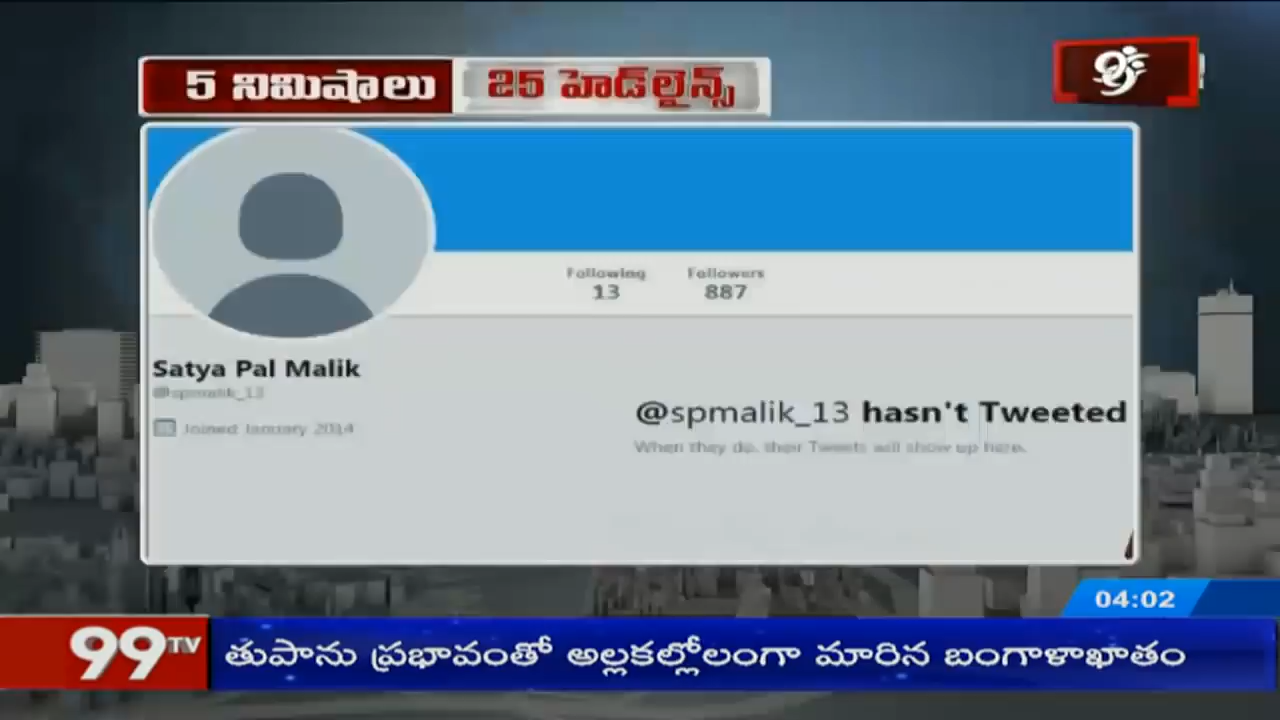 5 నిమిషాలు 25 హెడ్‌లైన్స్
99
Following Followers
13 887
Satya Pal Malik
@spmalik_13
Joined January 2014
@spmalik_13 hasn't Tweeted
When they do, their Tweets will show up here.
04:02
99TV తుపాను ప్రభావంతో అల్లకల్లోలంగా మారిన బంగాళాఖాతం